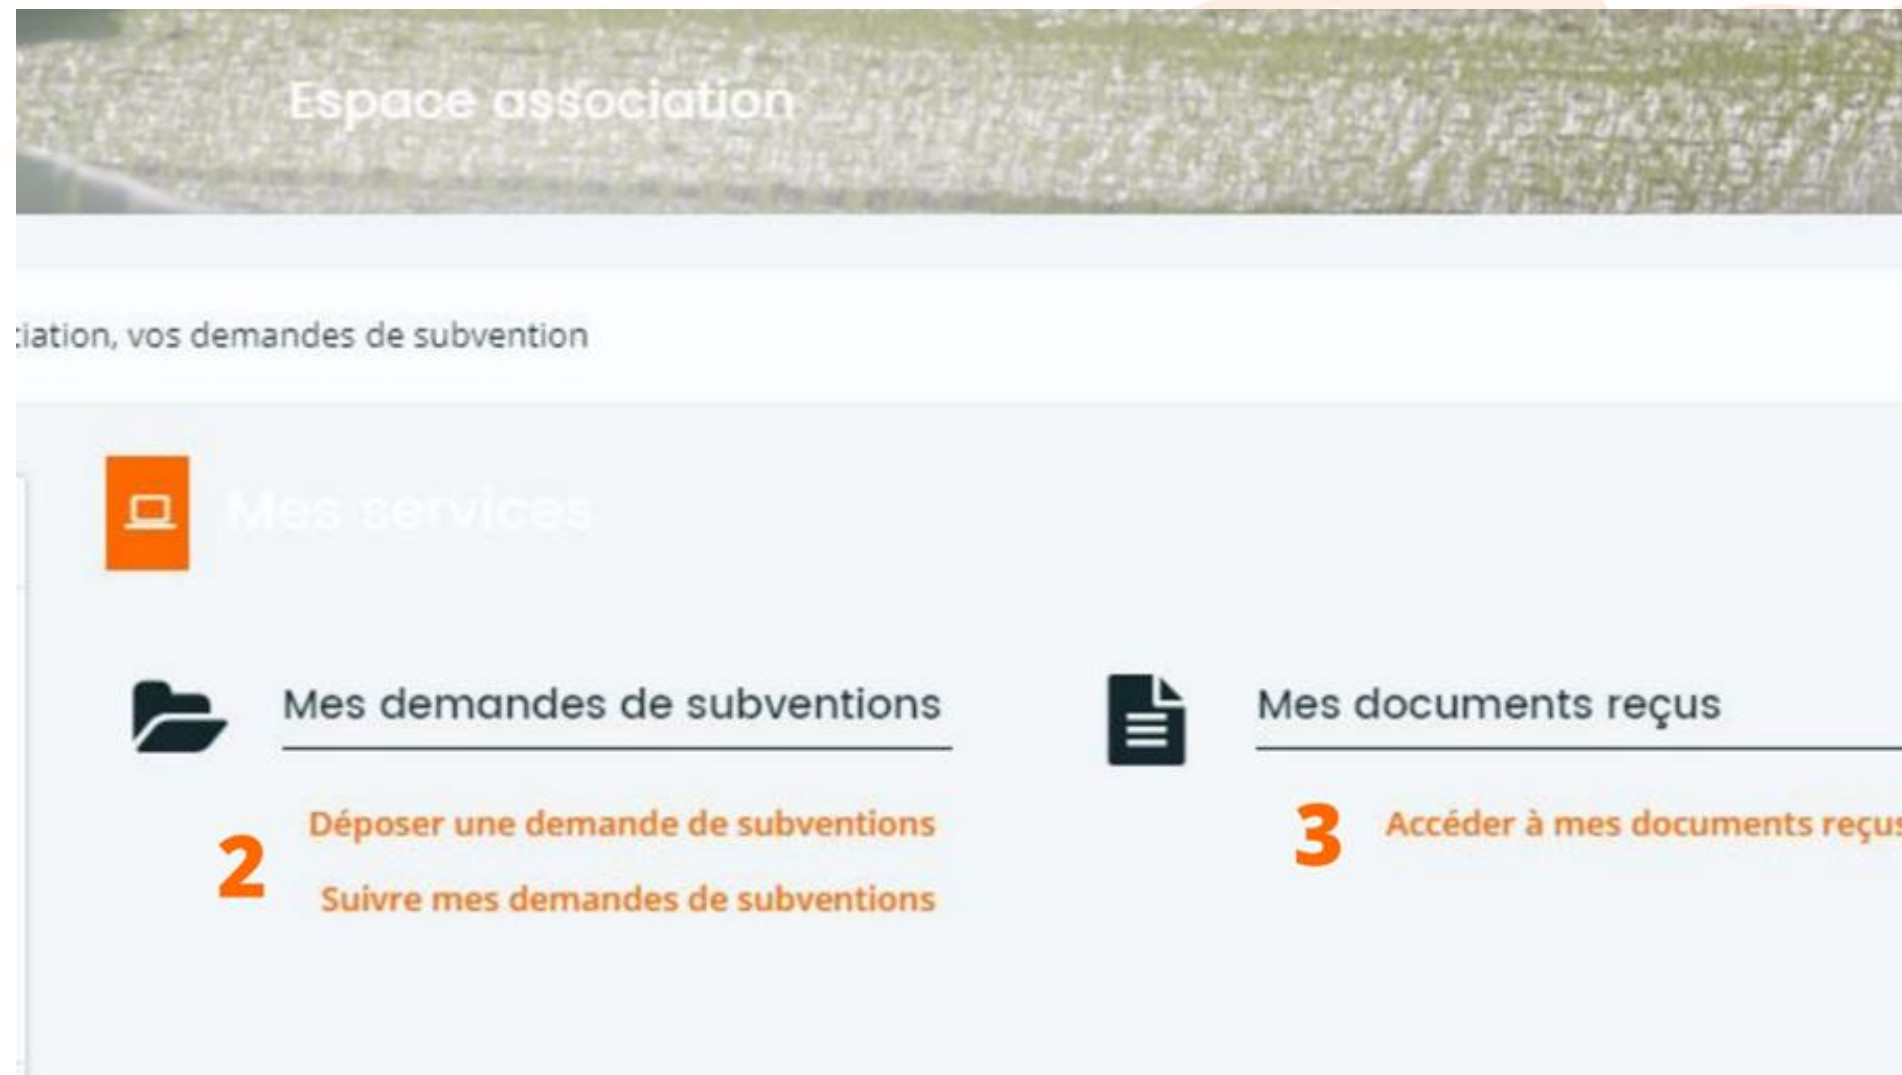 Espace association
ciation, vos demandes de subvention
Mes services
Mes demandes de subventions
Mes documents reçus
2
Déposer une demande de subventions
Suivre mes demandes de subventions
3
Accéder à mes documents reçus